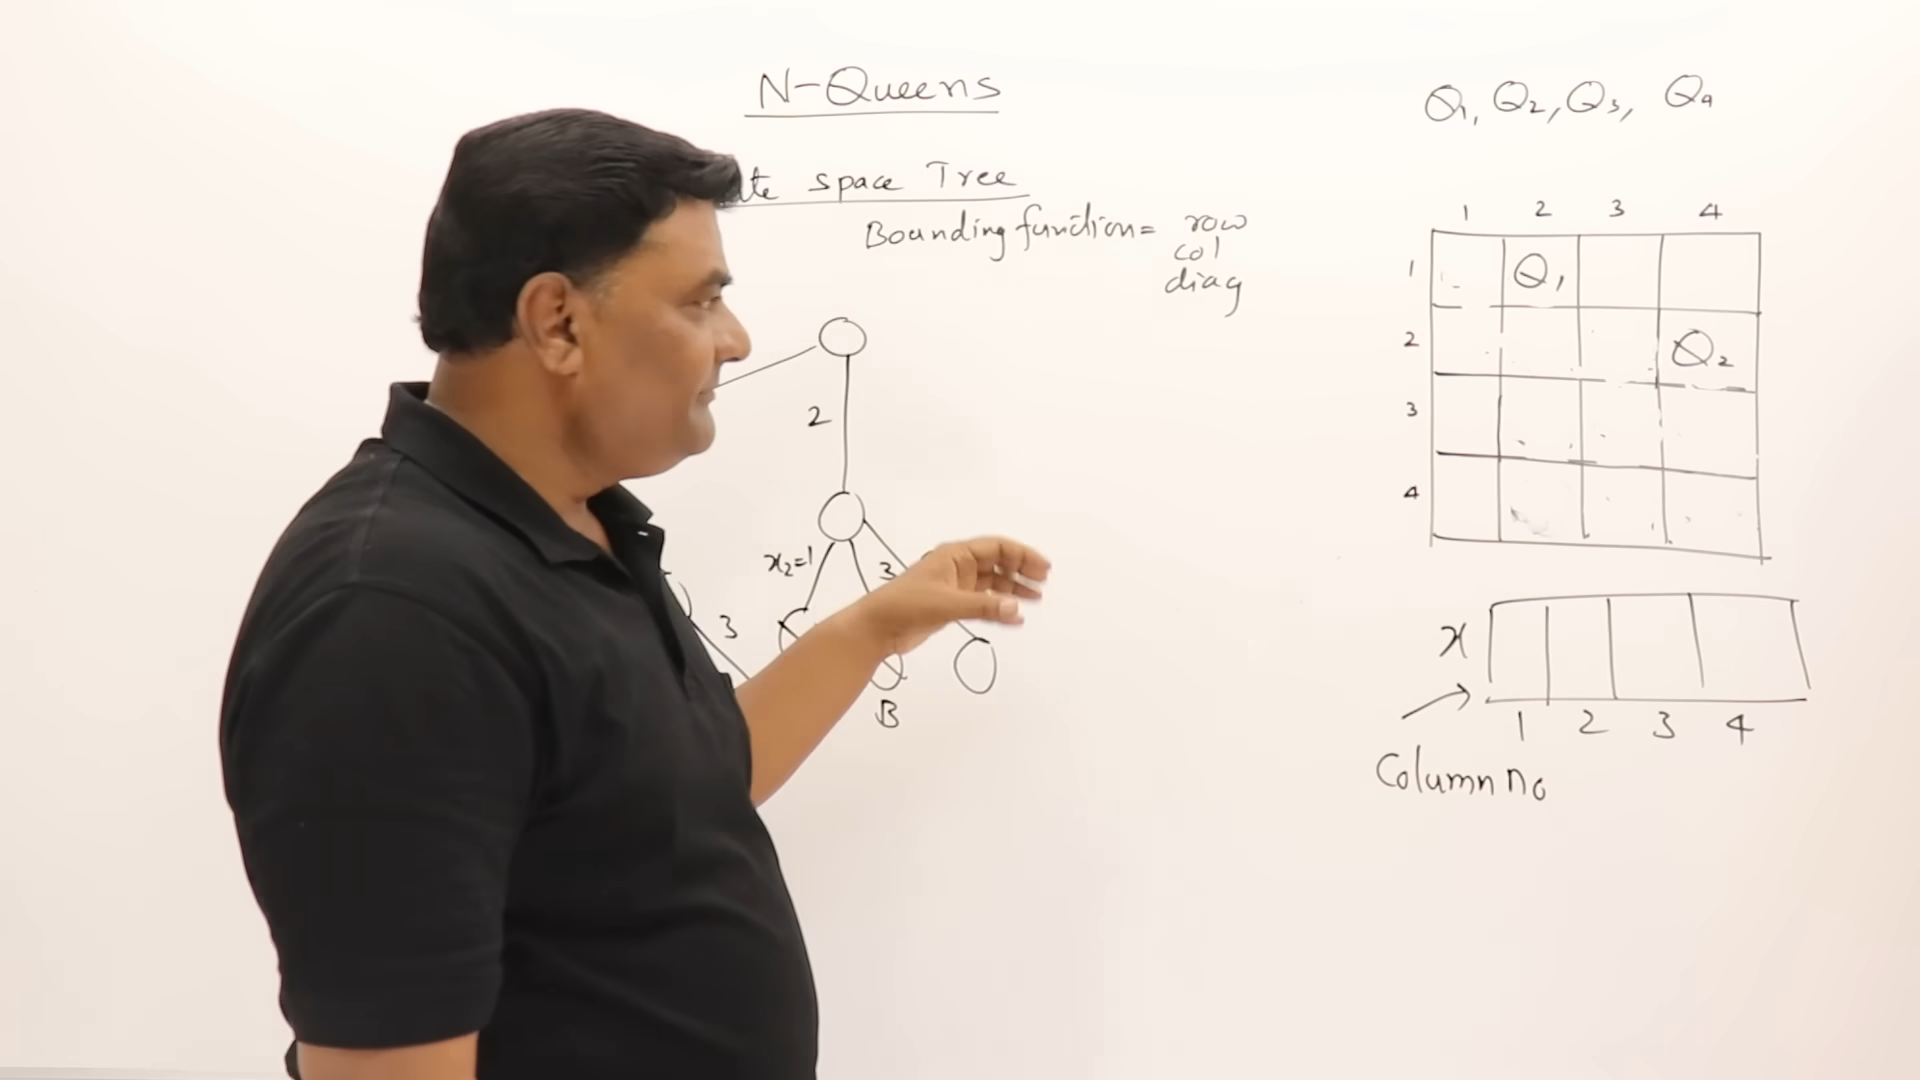 N-Queens
te space Tree
Bounding function = row
col
diag
2
x₂=1
3
3
B
Q₁, Q₂, Q₃, Q₄
1 2 3 4
1 Q₁
2 Q₂
3
4
x
1 2 3 4
Column no